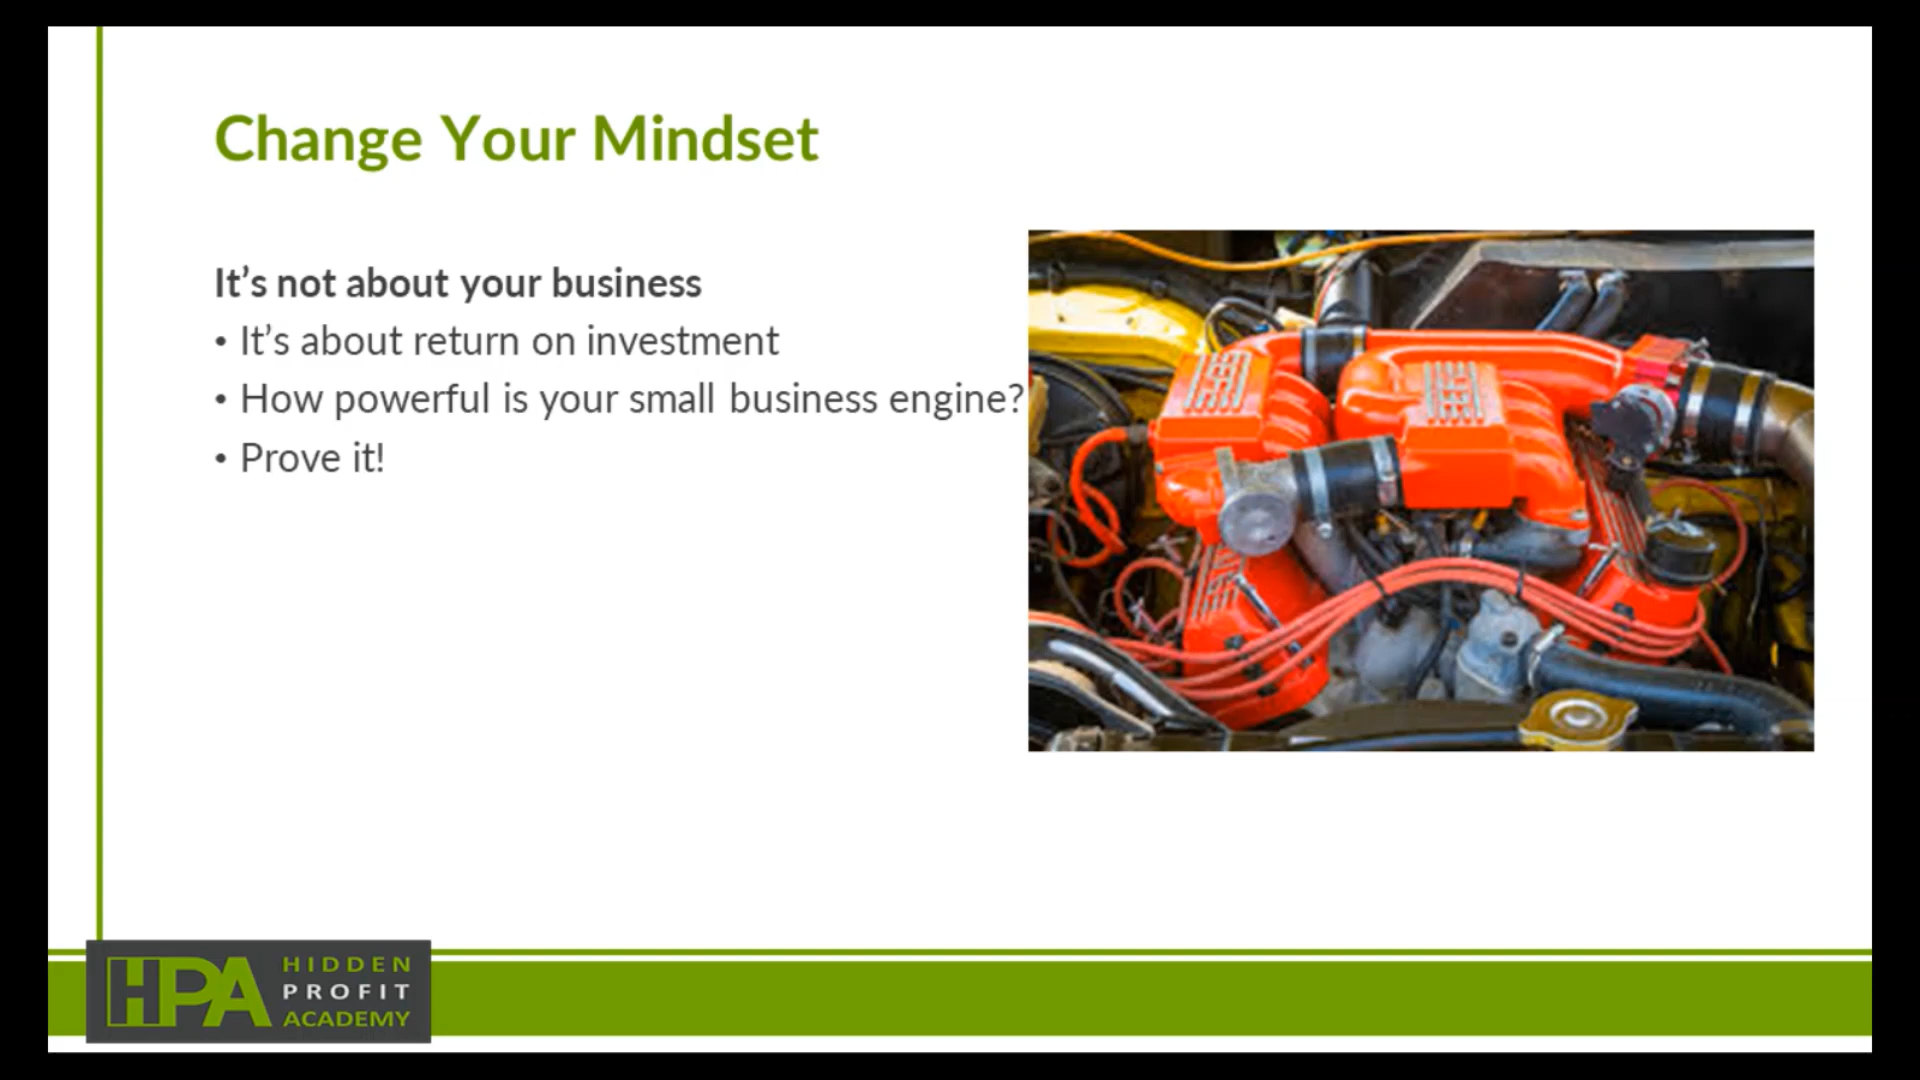 Change Your Mindset
It's not about your business
• It's about return on investment
• How powerful is your small business engine?
• Prove it!
HPA
HIDDEN
PROFIT
ACADEMY